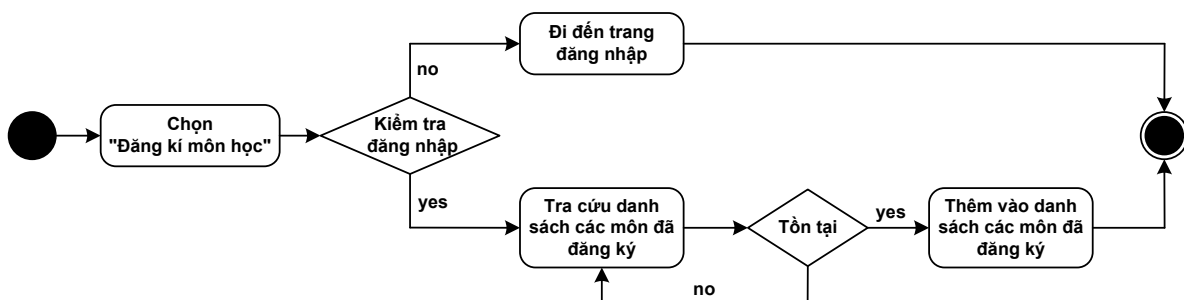 Đi đến trang
đăng nhập
no
Chọn
"Đăng kí môn học"
Kiểm tra
đăng nhập
yes
Tra cứu danh
sách các môn đã
đăng ký
Tồn tại
yes
Thêm vào danh
sách các môn đã
đăng ký
no